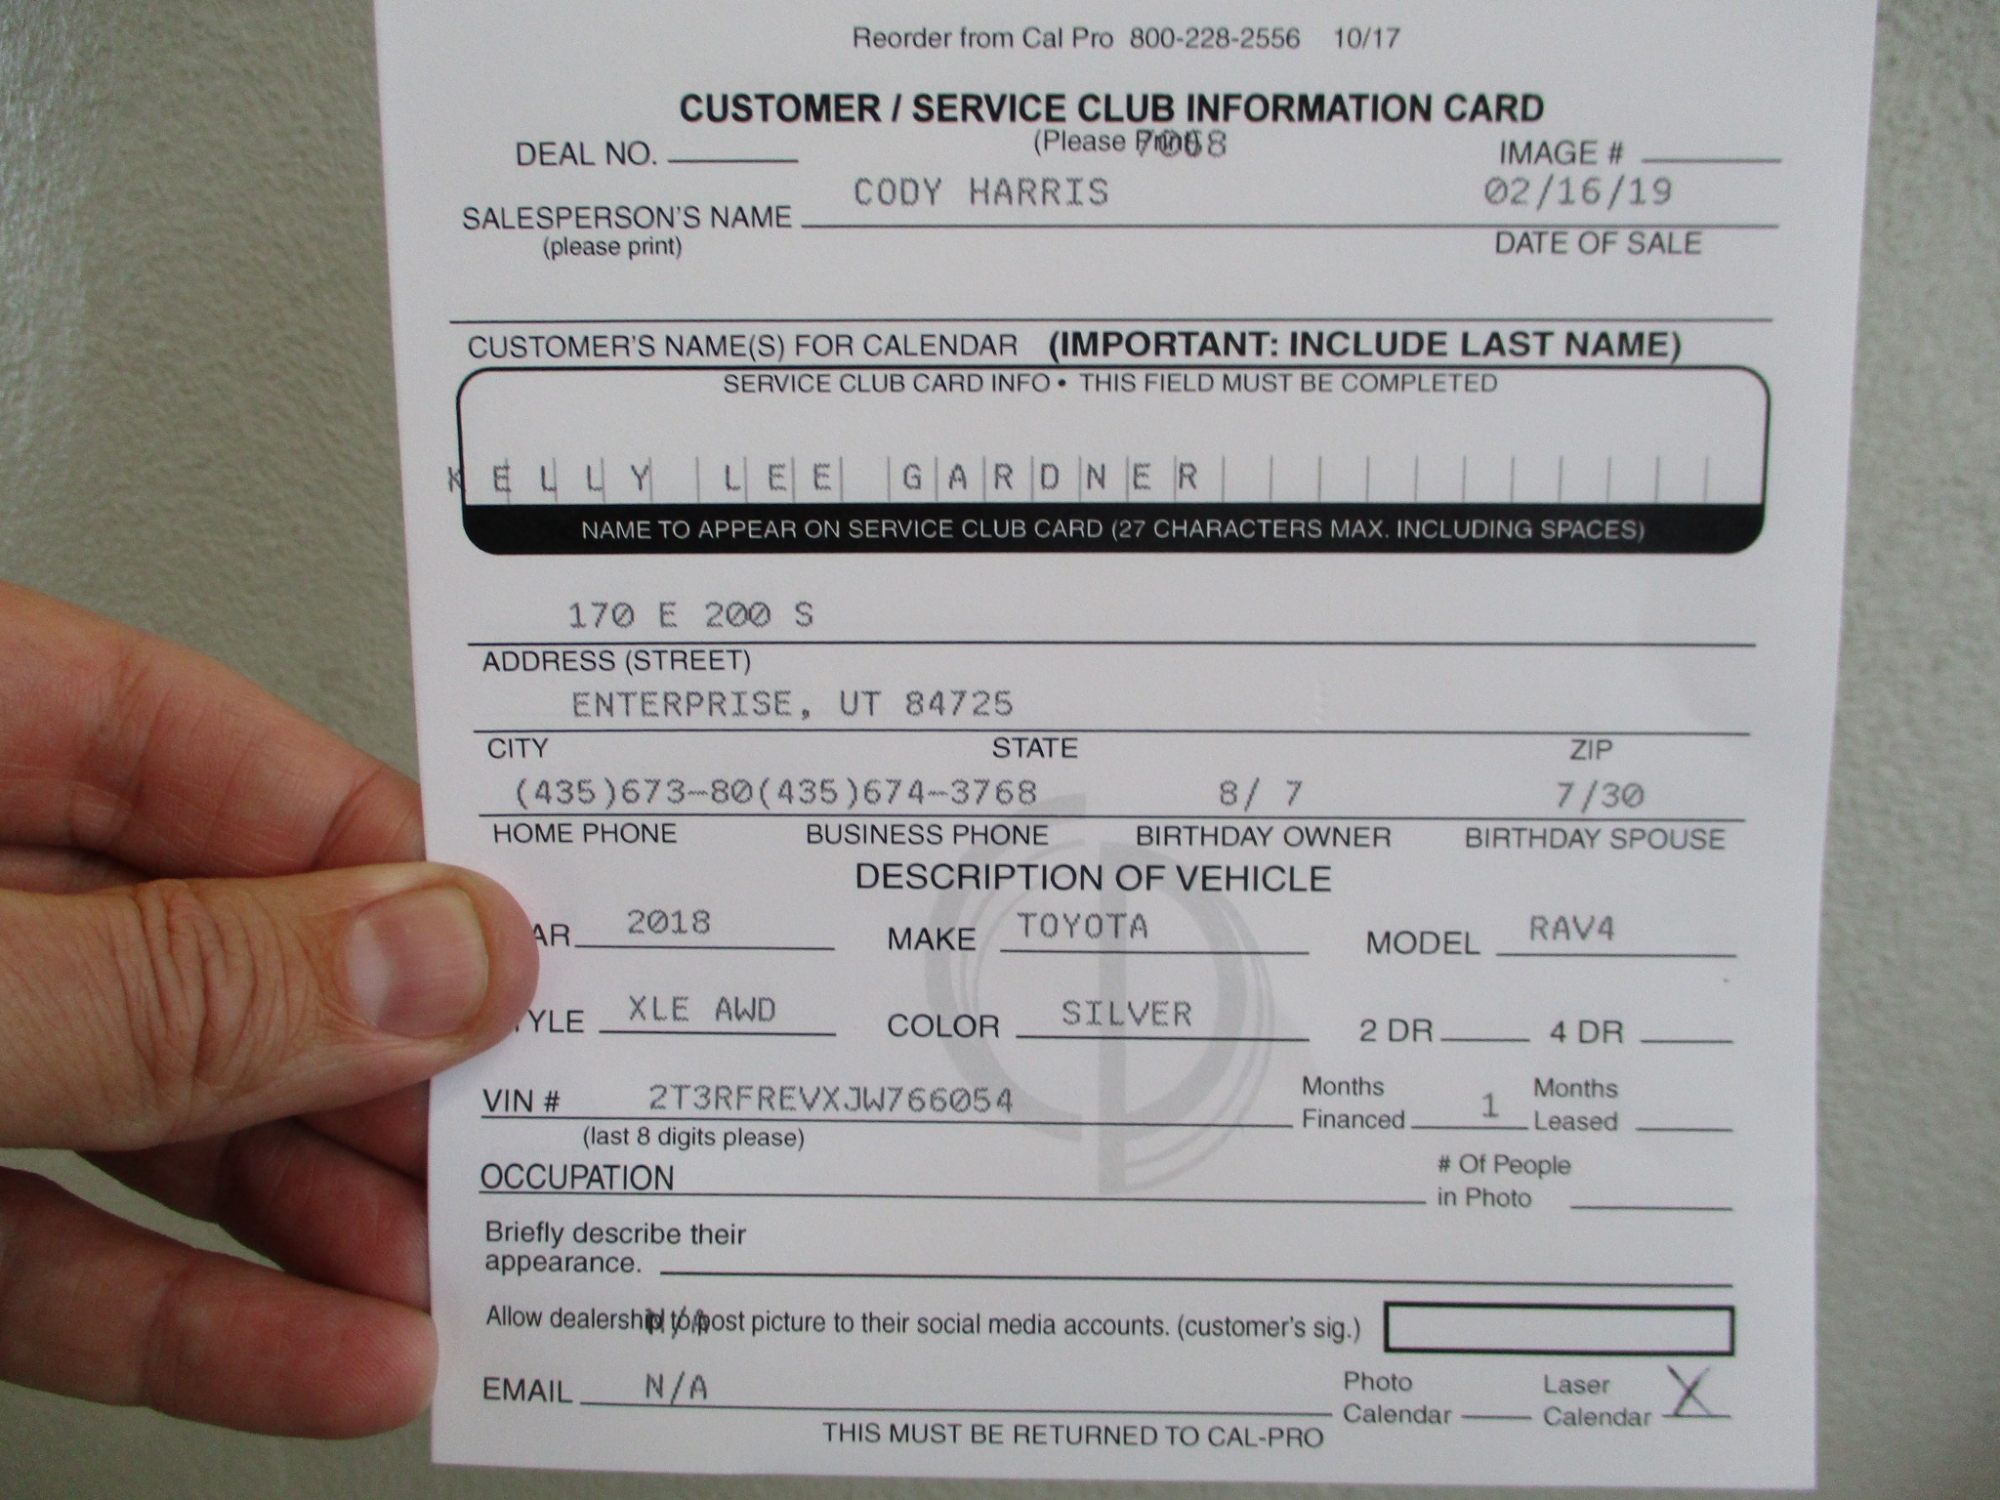 Reorder from Cal Pro 800-228-2556 10/17
CUSTOMER / SERVICE CLUB INFORMATION CARD
(Please Print)
DEAL NO. IMAGE #
CODY HARRIS 02/16/19
SALESPERSON'S NAME
(please print) DATE OF SALE
CUSTOMER'S NAME(S) FOR CALENDAR (IMPORTANT: INCLUDE LAST NAME)
SERVICE CLUB CARD INFO • THIS FIELD MUST BE COMPLETED
KELLY LEE GARDNER
NAME TO APPEAR ON SERVICE CLUB CARD (27 CHARACTERS MAX. INCLUDING SPACES)
170 E 200 S
ADDRESS (STREET)
ENTERPRISE, UT 84725
CITY STATE ZIP
(435)673-80(435)674-3768 8/ 7 7/30
HOME PHONE BUSINESS PHONE BIRTHDAY OWNER BIRTHDAY SPOUSE
DESCRIPTION OF VEHICLE
AR 2018 MAKE TOYOTA MODEL RAV4
YLE XLE AWD COLOR SILVER 2 DR 4 DR
VIN # 2T3RFREVXJW766054 Months Financed 1 Months Leased
(last 8 digits please)
OCCUPATION # Of People in Photo
Briefly describe their
appearance.
Allow dealership to post picture to their social media accounts. (customer's sig.)
N/A
EMAIL N/A Photo Calendar Laser Calendar X
THIS MUST BE RETURNED TO CAL-PRO